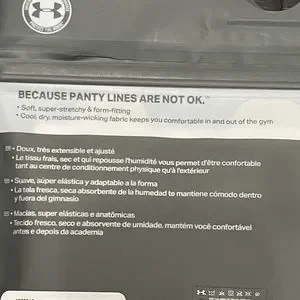 BECAUSE PANTY LINES ARE NOT OK.™
• Soft, super-stretchy & form-fitting
• Cool, dry, moisture-wicking fabric keeps you comfortable in and out of the gym
• Doux, très extensible et ajusté
• Le tissu frais, sec et qui repousse l'humidité vous permet d'être confortable
tant au centre de conditionnement physique qu'à l'extérieur
• Suave, súper elástica y adaptable a la forma
• La tela fresca, seca absorbente de la humedad te mantiene cómodo dentro
y fuera del gimnasio
• Macias, super elásticas e anatômicas
• Tecido fresco, seco e absorvente de umidade, mantém você confortável
antes e depois da academia